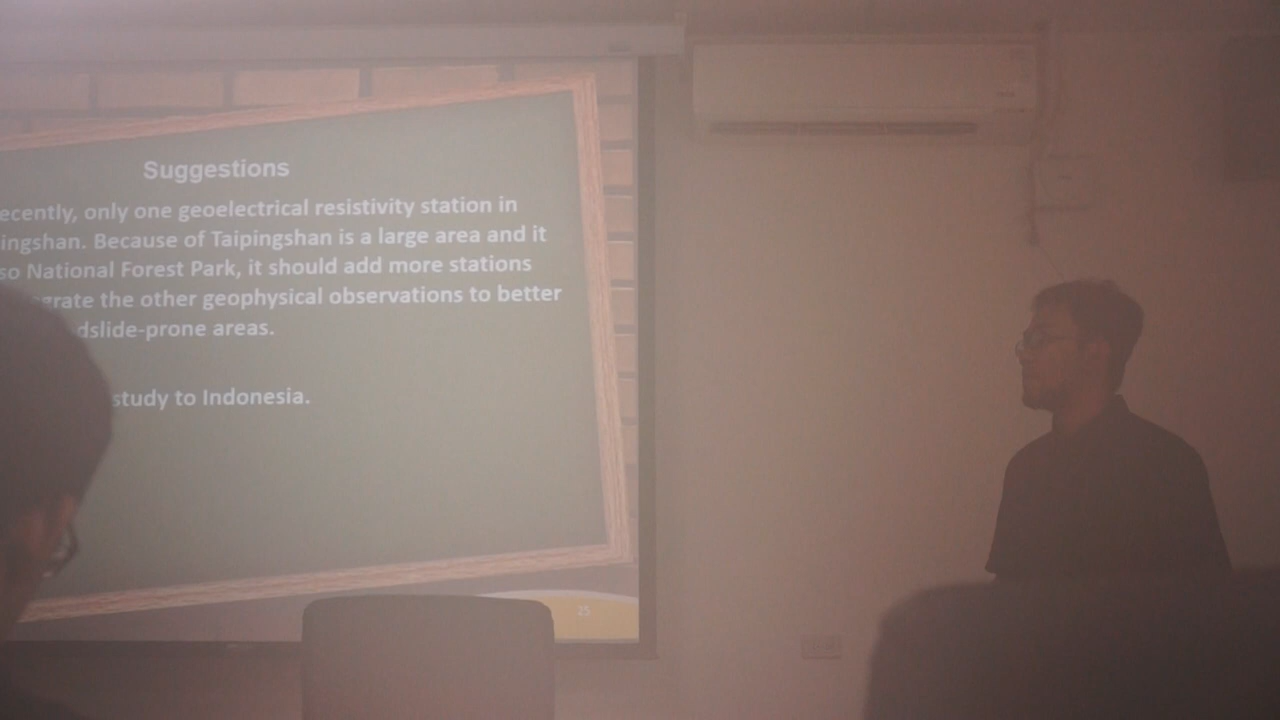 Suggestions
ecently, only one geoelectrical resistivity station in
ingshan. Because of Taipingshan is a large area and it
so National Forest Park, it should add more stations
grate the other geophysical observations to better
dslide-prone areas.
study to Indonesia.
25